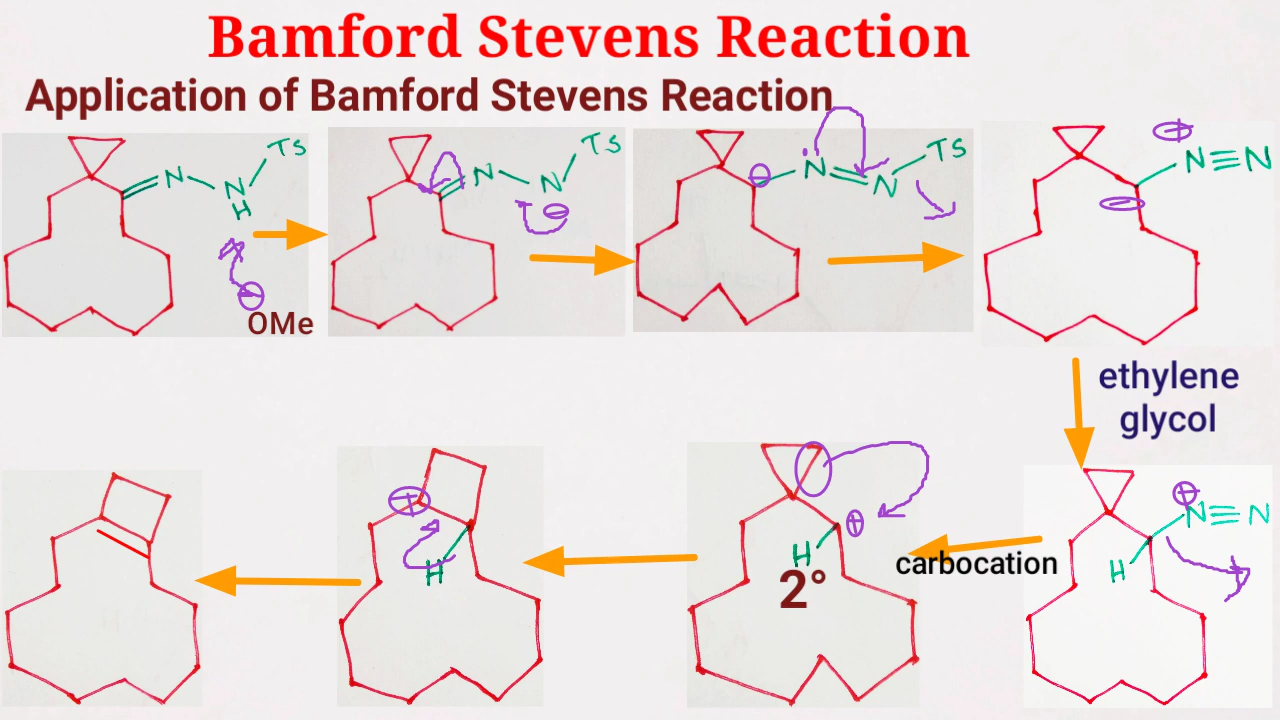 Bamford Stevens Reaction
Application of Bamford Stevens Reaction
N N H TS
⊖
OMe
N N TS
⊖
⊖ N N TS
⊕
N≡N
⊖
ethylene
glycol
⊕
N≡N
H
carbocation
⊕
H
2°
⊕
H